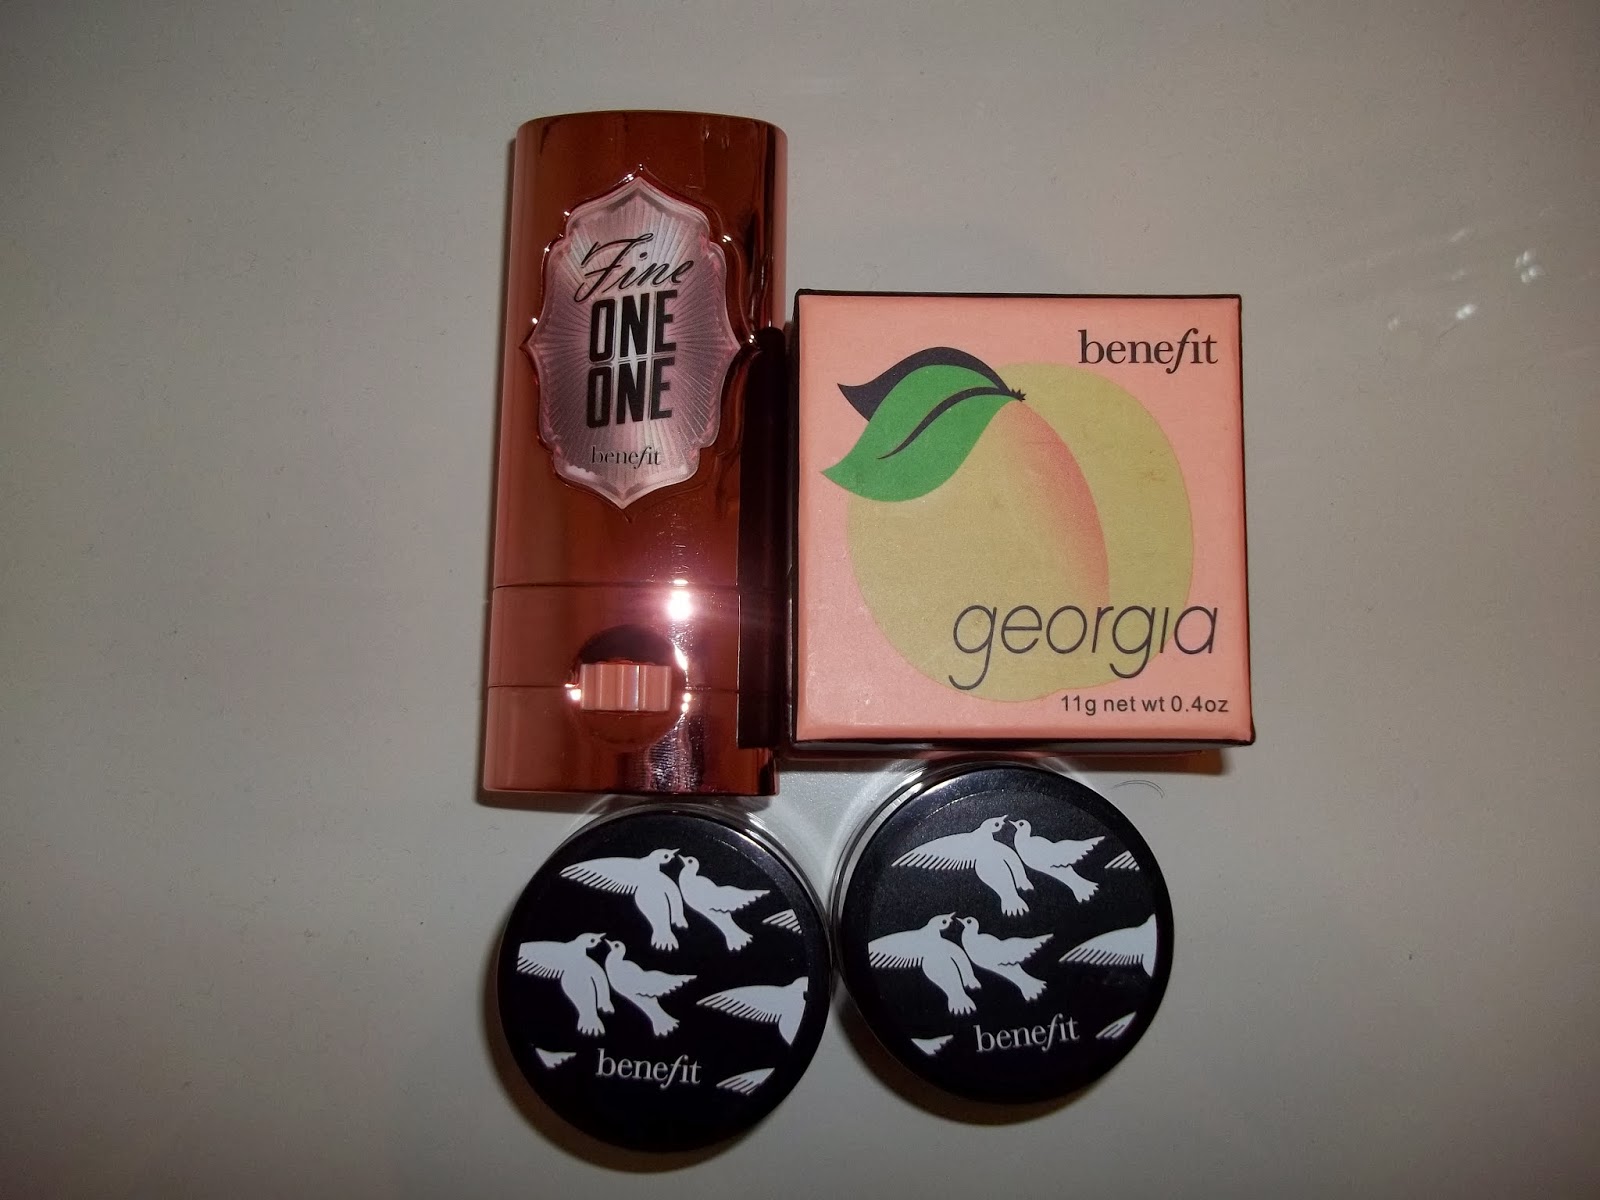 Fine
ONE
ONE
benefit
benefit
georgia
11g net wt 0.4oz
benefit
benefit